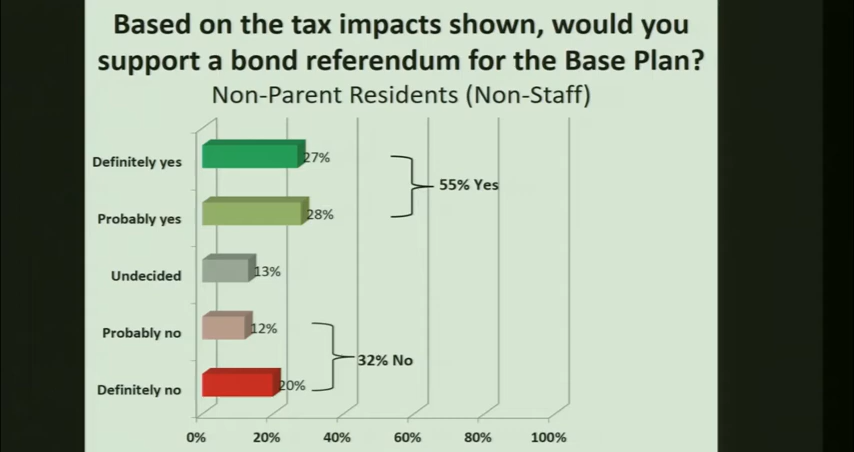 Based on the tax impacts shown, would you
support a bond referendum for the Base Plan?
Non-Parent Residents (Non-Staff)
Definitely yes
27%
55% Yes
Probably yes
28%
Undecided
13%
Probably no
12%
32% No
Definitely no
20%
0%
20%
40%
60%
80%
100%